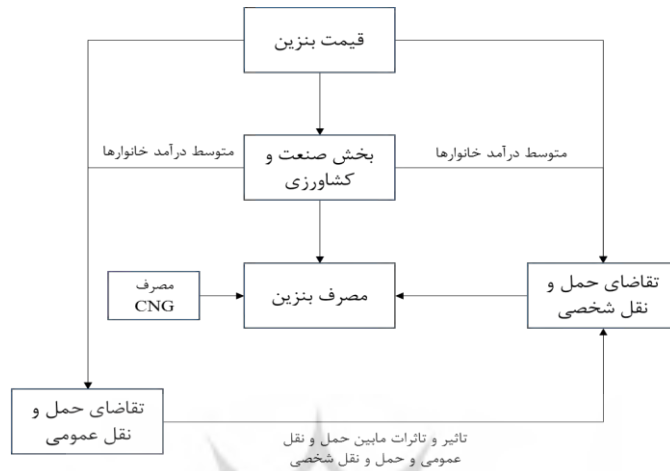 قیمت بنزین
متوسط درآمد خانوارها
بخش صنعت و
کشاورزی
متوسط درآمد خانوارها
تقاضای حمل و
نقل شخصی
مصرف بنزین
مصرف
CNG
تقاضای حمل و
نقل عمومی
تاثیر و تاثرات مابین حمل و نقل
عمومی و حمل و نقل شخصی